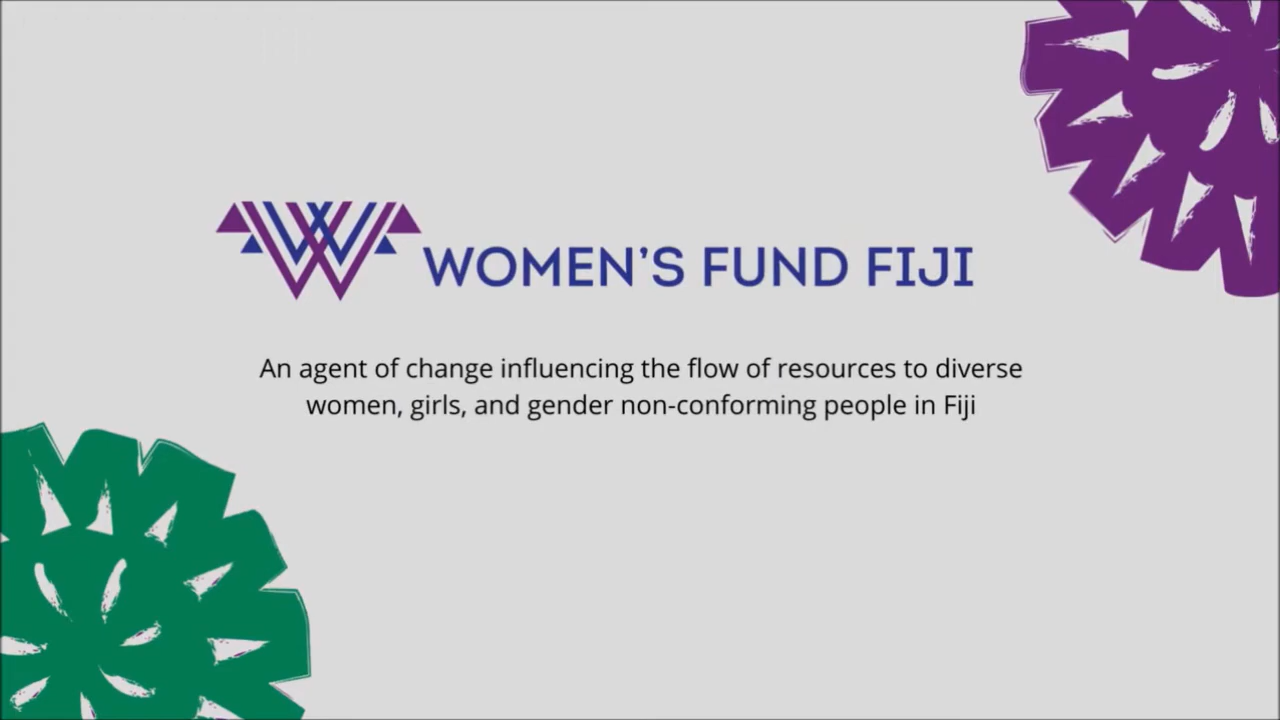 WOMEN'S FUND FIJI
An agent of change influencing the flow of resources to diverse
women, girls, and gender non-conforming people in Fiji